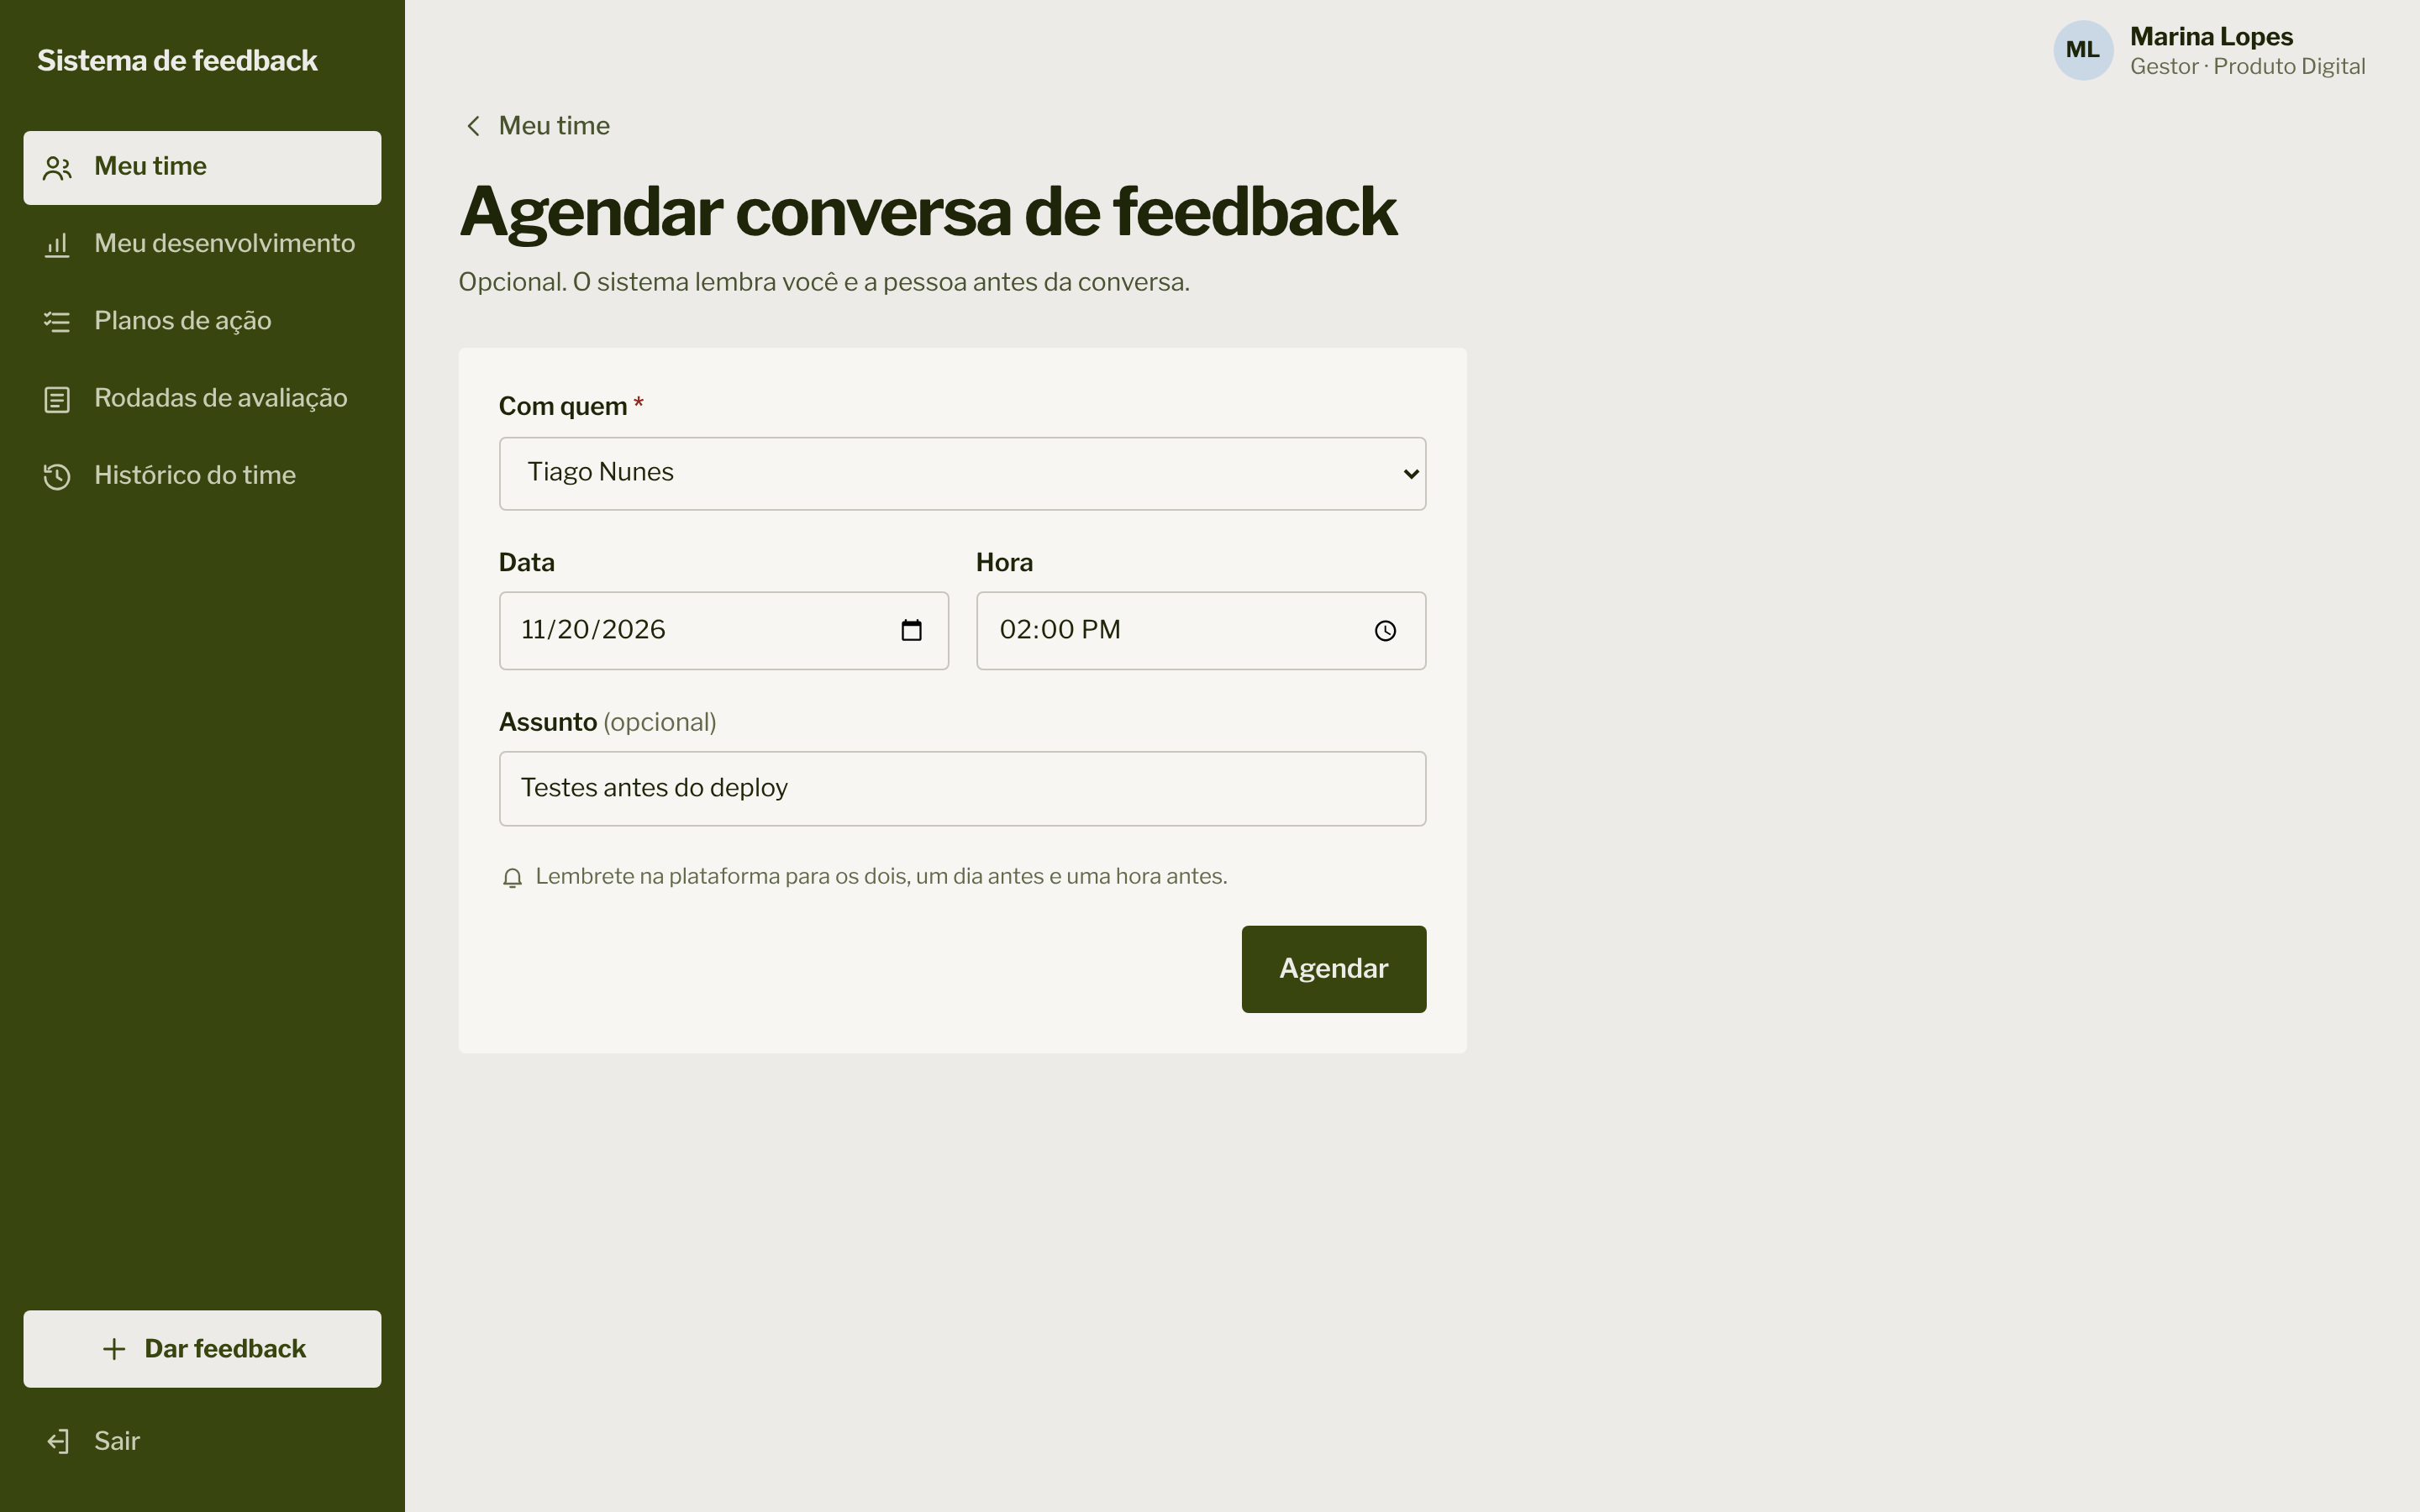 Sistema de feedback
Meu time
Meu desenvolvimento
Planos de ação
Rodadas de avaliação
Histórico do time
Dar feedback
Sair
ML
Marina Lopes
Gestor · Produto Digital
Meu time
Agendar conversa de feedback
Opcional. O sistema lembra você e a pessoa antes da conversa.
Com quem *
Tiago Nunes
Data
Hora
11/20/2026
02:00 PM
Assunto (opcional)
Testes antes do deploy
Lembrete na plataforma para os dois, um dia antes e uma hora antes.
Agendar